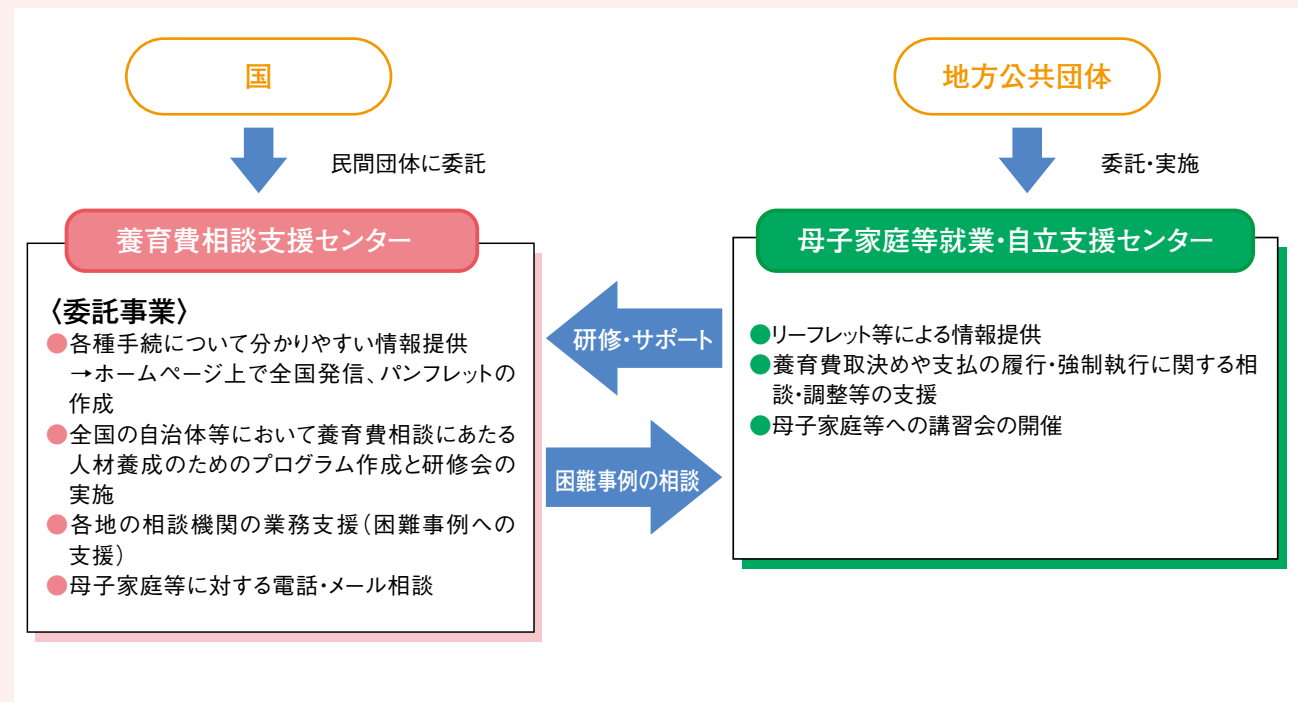 国
民間団体に委託
養育費相談支援センター
〈委託事業〉
●各種手続について分かりやすい情報提供
→ホームページ上で全国発信、パンフレットの
作成
●全国の自治体等において養育費相談にあたる
人材養成のためのプログラム作成と研修会の
実施
●各地の相談機関の業務支援(困難事例への
支援)
●母子家庭等に対する電話・メール相談
研修・サポート
困難事例の相談
地方公共団体
委託・実施
母子家庭等就業・自立支援センター
●リーフレット等による情報提供
●養育費取決めや支払の履行・強制執行に関する相
談・調整等の支援
●母子家庭等への講習会の開催